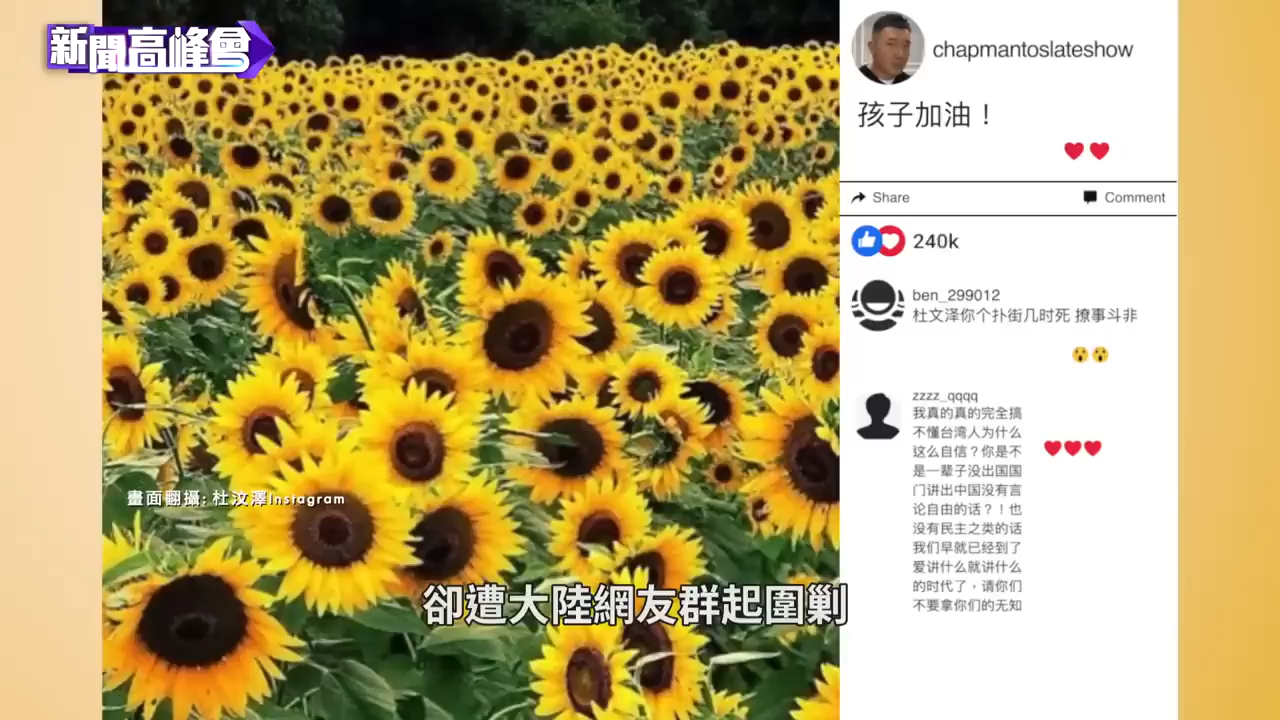 新聞高峰會
chapmantoslateshow
孩子加油！
Share
Comment
240k
ben_299012
杜文泽你个扑街几时死 撩事斗非
zzzz_qqqq
我真的真的完全搞
不懂台湾人为什么
这么自信？你是不
是一辈子没出国国
门讲出中国没有言
论自由的话？！也
没有民主之类的话
我们早就已经到了
爱讲什么就讲什么
的时代了，请你们
不要拿你们的无知
畫面翻攝: 杜汶澤Instagram
卻遭大陸網友群起圍剿